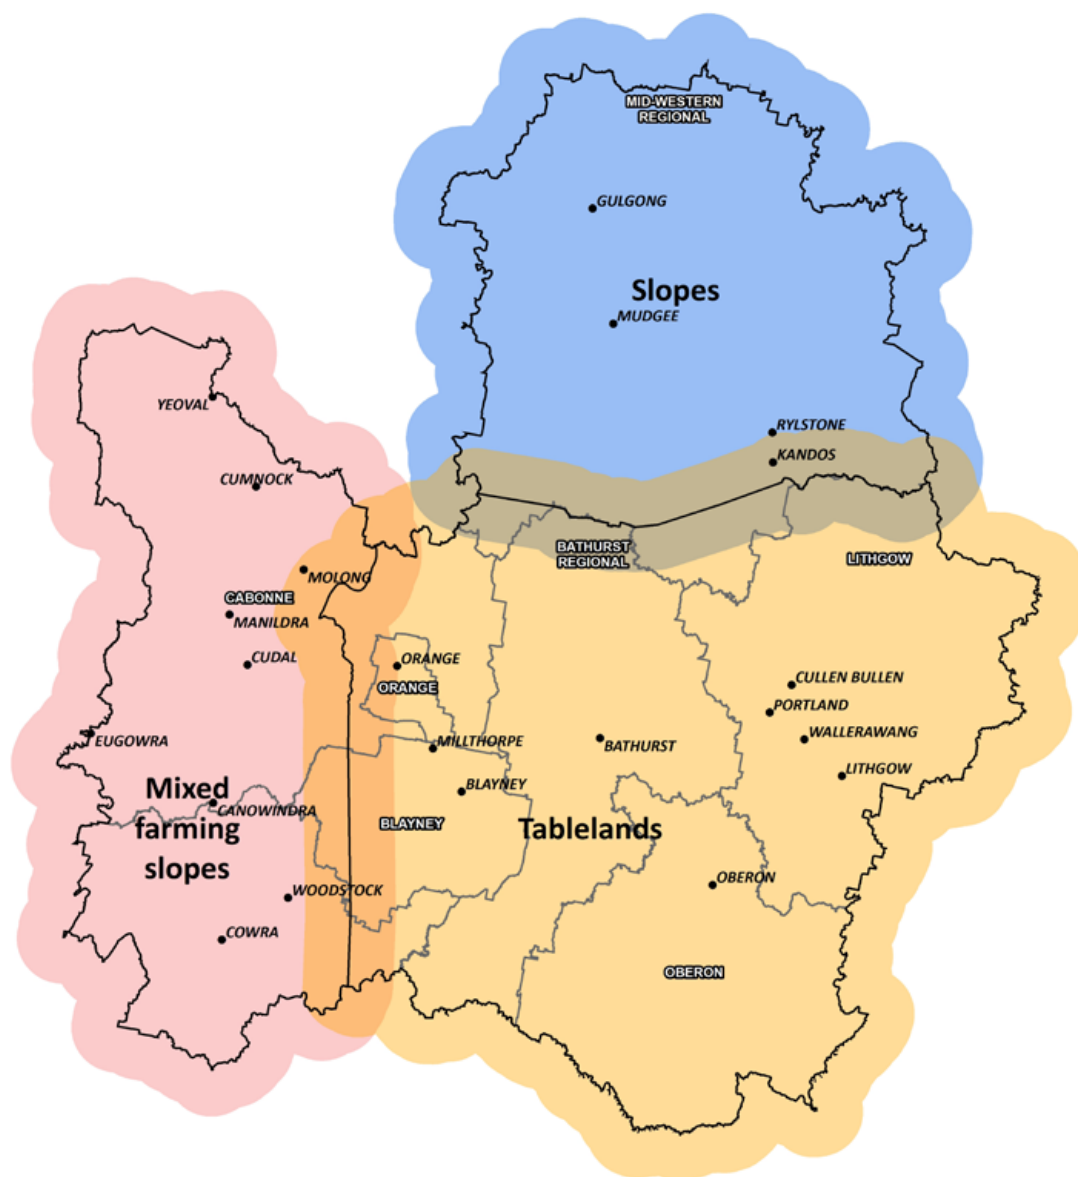 MID-WESTERN
REGIONAL
GULGONG
Slopes
MUDGEE
YEOVAL
RYLSTONE
KANDOS
CUMNOCK
BATHURST
REGIONAL
LITHGOW
MOLONG
CABONNE
MANILDRA
CUDAL
ORANGE
ORANGE
CULLEN BULLEN
PORTLAND
WALLERAWANG
EUGOWRA
MILLTHORPE
BATHURST
LITHGOW
Mixed
farming
slopes
CANOWINDRA
BLAYNEY
BLAYNEY
Tablelands
WOODSTOCK
OBERON
COWRA
OBERON